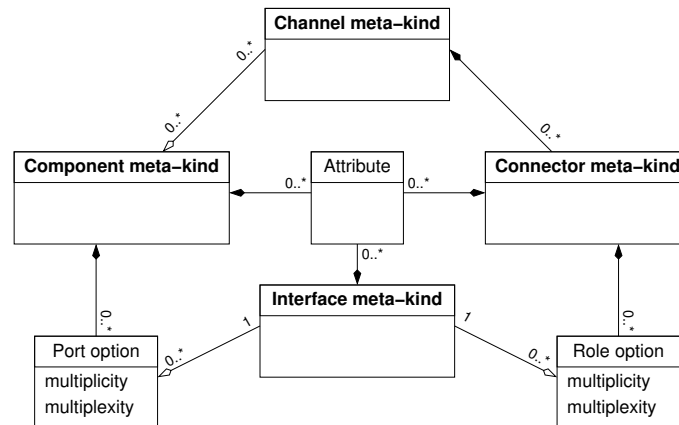 Channel meta−kind
0..*
0..*
0..*
Component meta−kind
Attribute
Connector meta−kind
0..*
0..*
0..*
Interface meta−kind
0..*
0..*
1
1
Port option
0..*
0..*
Role option
multiplicity
multiplicity
multiplexity
multiplexity